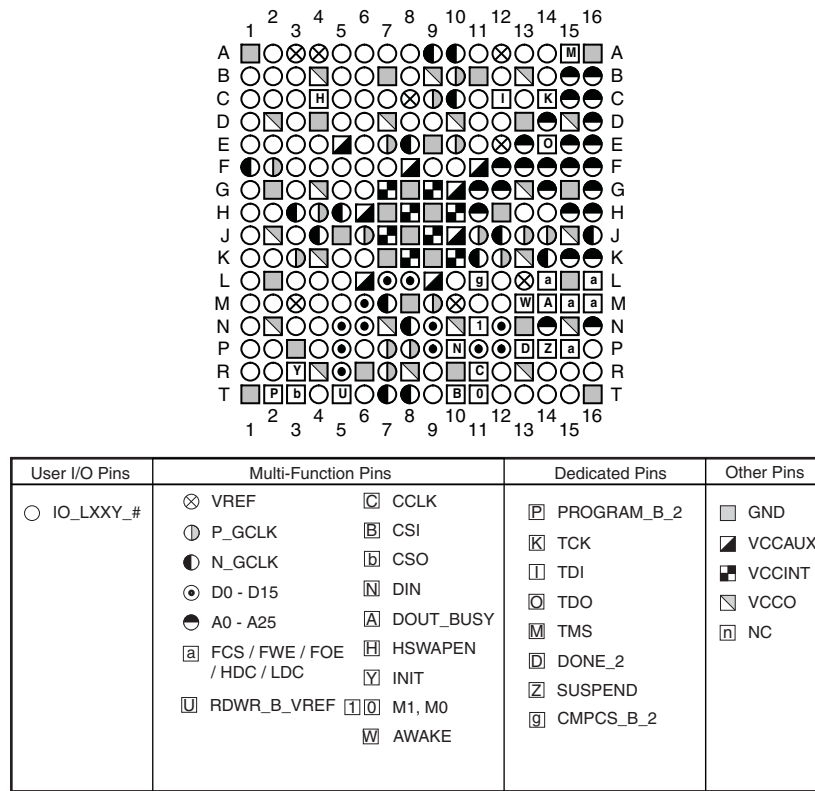 1 2 3 4 5 6 7 8 9 10 11 12 13 14 15 16
A M A
B B
C H I K C
D D
E O E
F F
G G
H H
J J
K K
L g a a L
M W A a a M
N 1 N
P N D Z a P
R Y C R
T P b U B 0 T
1 2 3 4 5 6 7 8 9 10 11 12 13 14 15 16
User I/O Pins
IO_LXXY_#
Multi-Function Pins
VREF
P_GCLK
N_GCLK
D0 - D15
A0 - A25
a FCS / FWE / FOE
/ HDC / LDC
U RDWR_B_VREF
C CCLK
B CSI
b CSO
N DIN
A DOUT_BUSY
H HSWAPEN
Y INIT
1 0 M1, M0
W AWAKE
Dedicated Pins
P PROGRAM_B_2
K TCK
I TDI
O TDO
M TMS
D DONE_2
Z SUSPEND
g CMPCS_B_2
Other Pins
GND
VCCAUX
VCCINT
VCCO
n NC